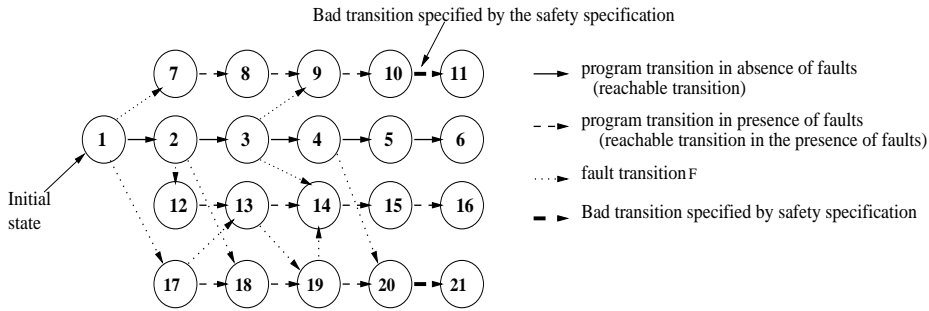 Bad transition specified by the safety specification
7 8 9 10 11
program transition in absence of faults
(reachable transition)
1 2 3 4 5 6
program transition in presence of faults
(reachable transition in the presence of faults)
fault transition F
Initial
state
12 13 14 15 16
Bad transition specified by safety specification
17 18 19 20 21